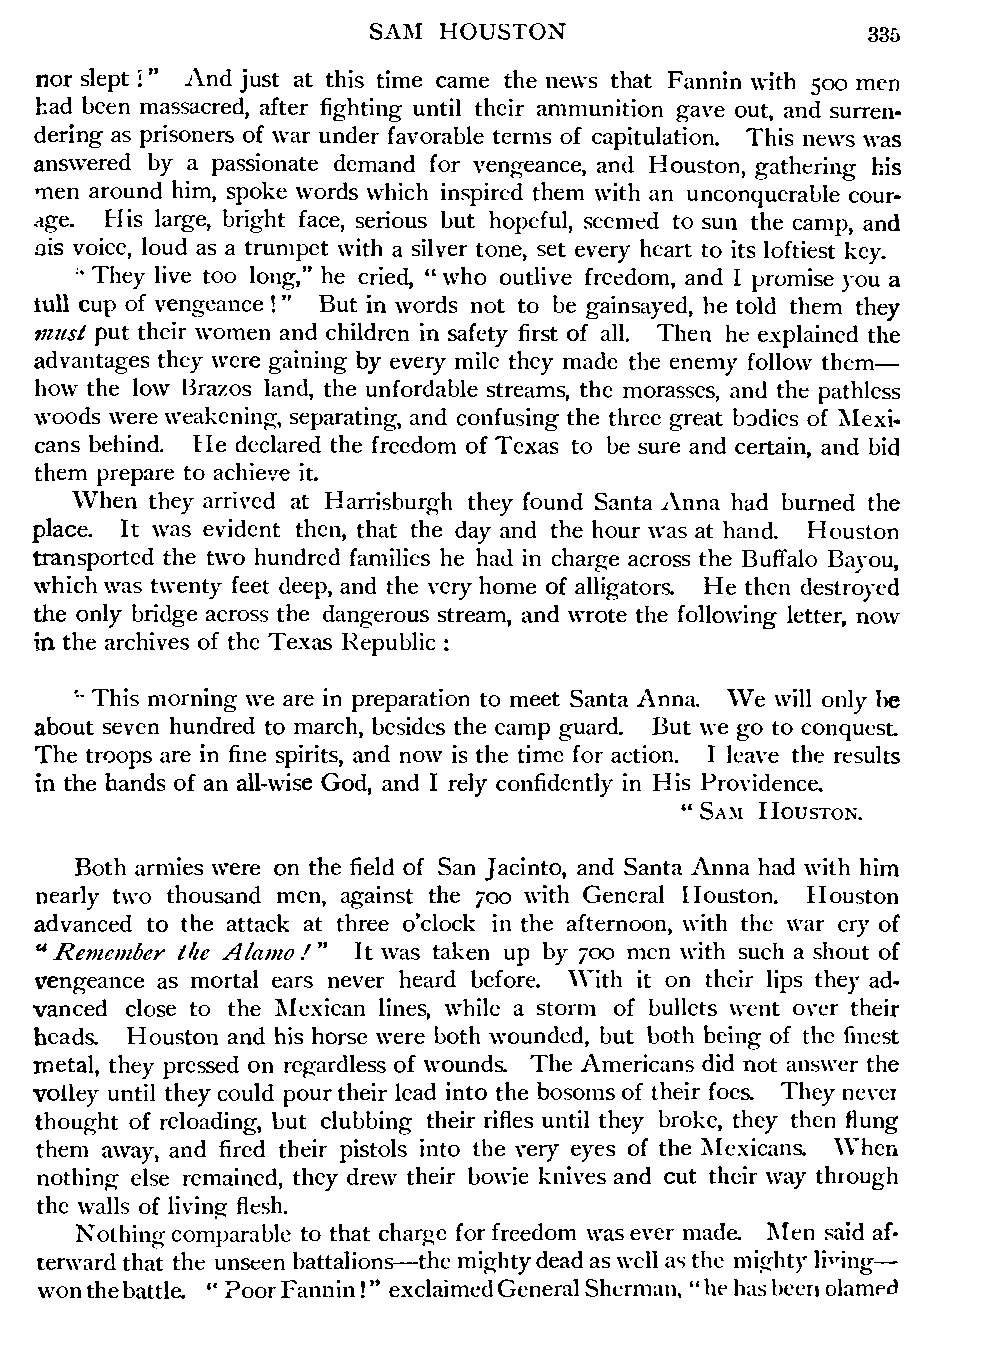 SAM HOUSTON 335
nor slept!” And just at this time came the news that Fannin with 500 men
had been massacred, after fighting until their ammunition gave out, and surren-
dering as prisoners of war under favorable terms of capitulation. This news was
answered by a passionate demand for vengeance, and Houston, gathering his
men around him, spoke words which inspired them with an unconquerable cour-
age. His large, bright face, serious but hopeful, seemed to sun the camp, and
his voice, loud as a trumpet with a silver tone, set every heart to its loftiest key.
“ They live too long,” he cried, “ who outlive freedom, and I promise you a
full cup of vengeance!” But in words not to be gainsayed, he told them they
must put their women and children in safety first of all. Then he explained the
advantages they were gaining by every mile they made the enemy follow them—
how the low Brazos land, the unfordable streams, the morasses, and the pathless
woods were weakening, separating, and confusing the three great bodies of Mexi-
cans behind. He declared the freedom of Texas to be sure and certain, and bid
them prepare to achieve it.
When they arrived at Harrisburgh they found Santa Anna had burned the
place. It was evident then, that the day and the hour was at hand. Houston
transported the two hundred families he had in charge across the Buffalo Bayou,
which was twenty feet deep, and the very home of alligators. He then destroyed
the only bridge across the dangerous stream, and wrote the following letter, now
in the archives of the Texas Republic :
“ This morning we are in preparation to meet Santa Anna. We will only be
about seven hundred to march, besides the camp guard. But we go to conquest.
The troops are in fine spirits, and now is the time for action. I leave the results
in the hands of an all-wise God, and I rely confidently in His Providence.
“ SAM HOUSTON.
Both armies were on the field of San Jacinto, and Santa Anna had with him
nearly two thousand men, against the 700 with General Houston. Houston
advanced to the attack at three o’clock in the afternoon, with the war cry of
“ Remember the Alamo!” It was taken up by 700 men with such a shout of
vengeance as mortal ears never heard before. With it on their lips they ad-
vanced close to the Mexican lines, while a storm of bullets went over their
heads. Houston and his horse were both wounded, but both being of the finest
metal, they pressed on regardless of wounds. The Americans did not answer the
volley until they could pour their lead into the bosoms of their foes. They never
thought of reloading, but clubbing their rifles until they broke, they then flung
them away, and fired their pistols into the very eyes of the Mexicans. When
nothing else remained, they drew their bowie knives and cut their way through
the walls of living flesh.
Nothing comparable to that charge for freedom was ever made. Men said af-
terward that the unseen battalions—the mighty dead as well as the mighty living—
won the battle. “ Poor Fannin!” exclaimed General Sherman, “he has been blamed